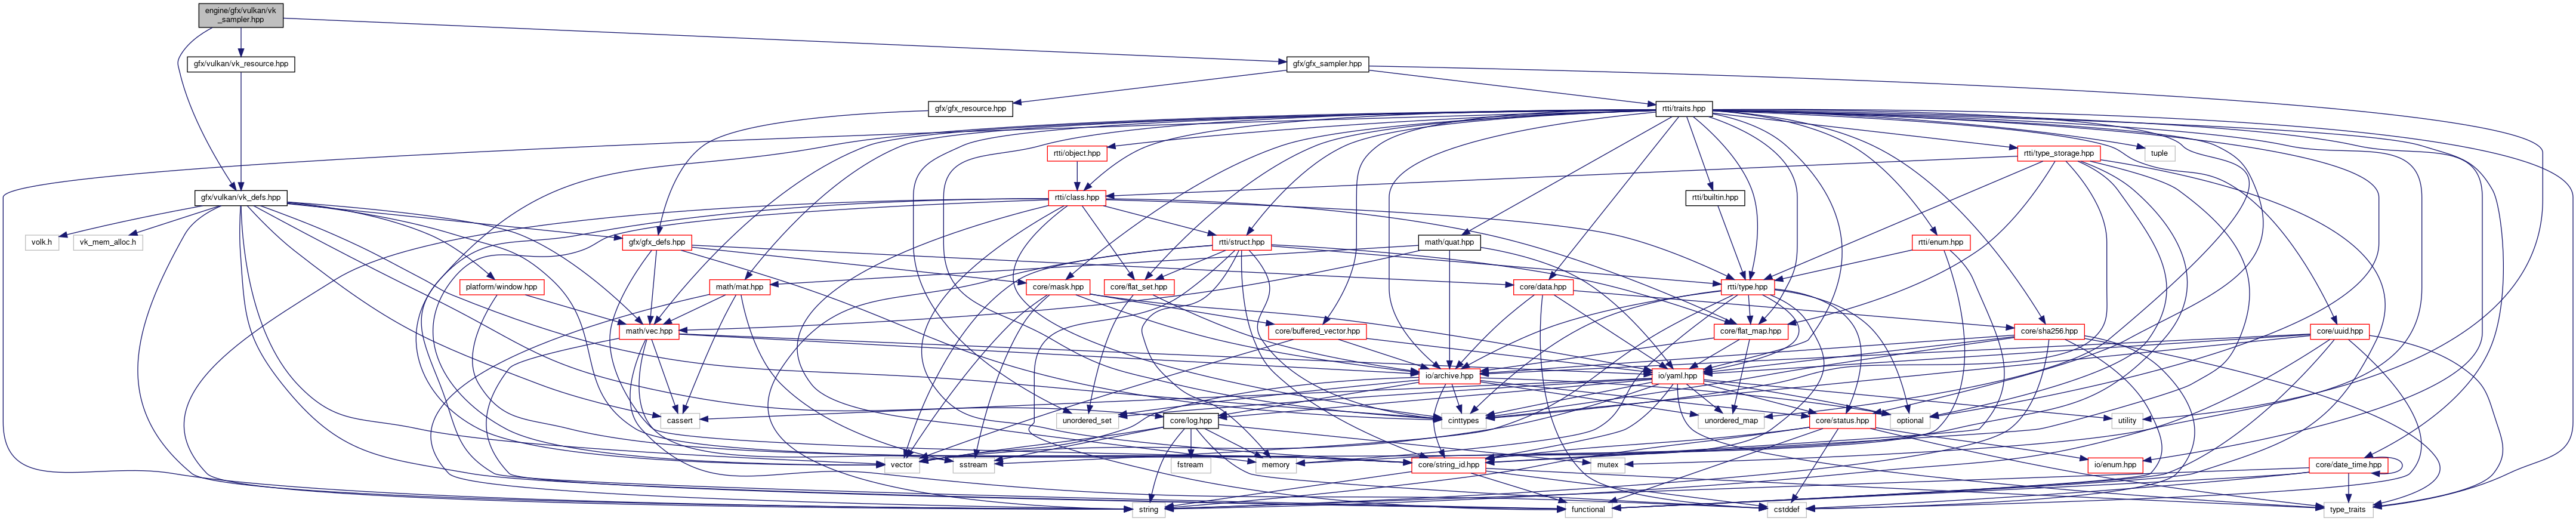 engine/gfx/vulkan/vk
_sampler.hpp
gfx/vulkan/vk_resource.hpp
gfx/gfx_sampler.hpp
gfx/gfx_resource.hpp
rtti/traits.hpp
rtti/object.hpp
rtti/type_storage.hpp
tuple
gfx/vulkan/vk_defs.hpp
rtti/class.hpp
rtti/builtin.hpp
volk.h
vk_mem_alloc.h
gfx/gfx_defs.hpp
rtti/struct.hpp
math/quat.hpp
rtti/enum.hpp
platform/window.hpp
math/mat.hpp
core/mask.hpp
core/flat_set.hpp
core/data.hpp
rtti/type.hpp
math/vec.hpp
core/buffered_vector.hpp
core/flat_map.hpp
core/sha256.hpp
core/uuid.hpp
io/archive.hpp
io/yaml.hpp
cassert
unordered_set
core/log.hpp
cinttypes
core/status.hpp
unordered_map
optional
utility
vector
sstream
fstream
memory
core/string_id.hpp
mutex
io/enum.hpp
core/date_time.hpp
string
functional
cstddef
type_traits